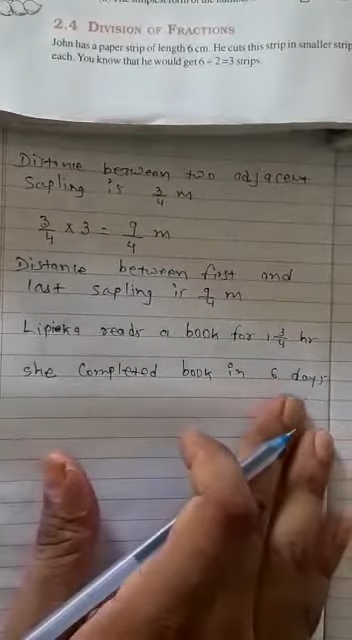 2.4 DIVISION OF FRACTIONS
John has a paper strip of length 6 cm. He cuts this strip in smaller strip
each. You know that he would get 6 ÷ 2 = 3 strips.
Distance between two adjacent
Sapling is 3/4 m
3/4 × 3 = 9/4 m
Distance between first and
last sapling is 9/4 m
Lipika reads a book for 1 3/4 hr
she completed book in 6 days